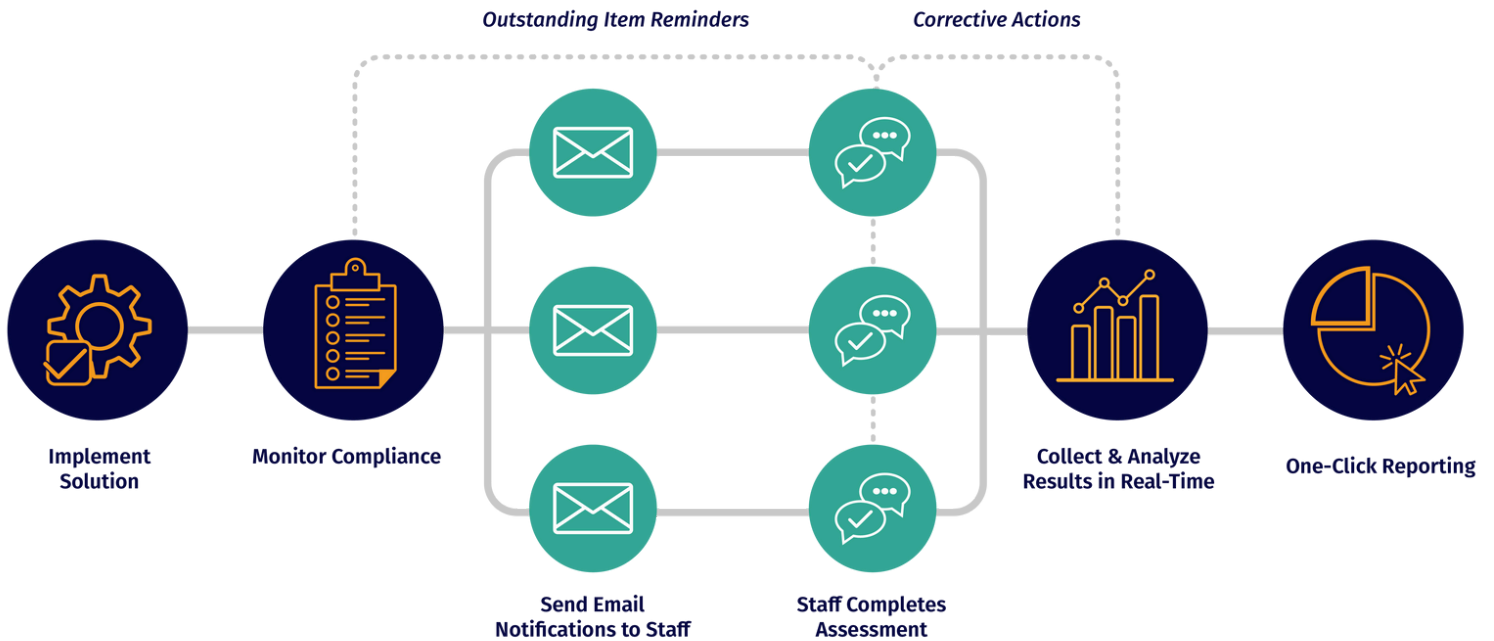 Outstanding Item Reminders
Corrective Actions
Implement
Solution
Monitor Compliance
Send Email
Notifications to Staff
Staff Completes
Assessment
Collect & Analyze
Results in Real-Time
One-Click Reporting